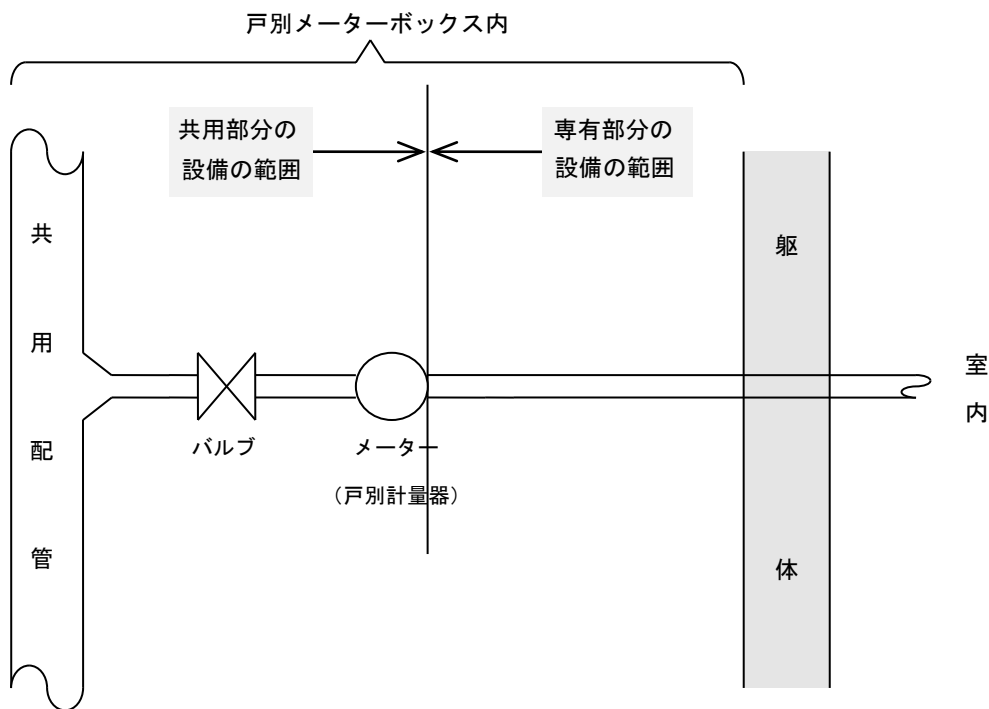 戸別メーターボックス内
共用部分の
設備の範囲
専有部分の
設備の範囲
共用配管
躯体
室内
バルブ
メーター
（戸別計量器）